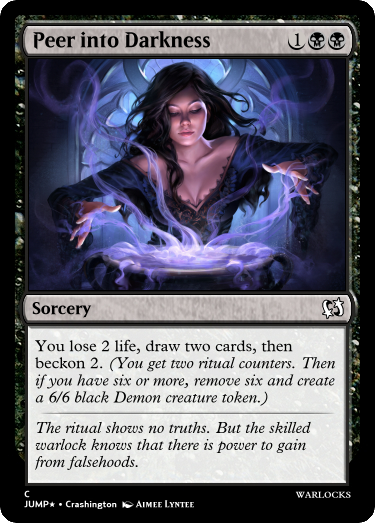 Peer into Darkness 1
Sorcery
You lose 2 life, draw two cards, then
beckon 2. (You get two ritual counters. Then
if you have six or more, remove six and create
a 6/6 black Demon creature token.)
The ritual shows no truths. But the skilled
warlock knows that there is power to gain
from falsehoods.
C
JUMP★ • Crashington Aimee Lyntee
WARLOCKS